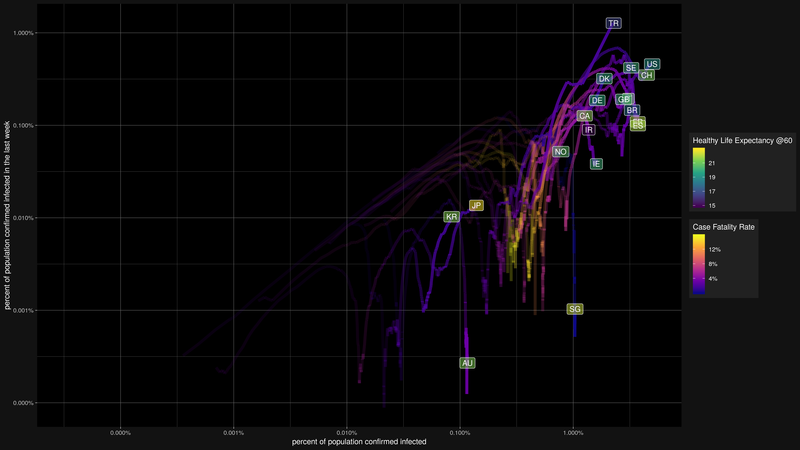 1.000%
0.100%
0.010%
0.001%
0.000%
percent of population confirmed infected in the last week
TR
US
SE
CH
DK
DE
GB
BR
CA
ES
IR
NO
IE
JP
KR
SG
AU
Healthy Life Expectancy @60
21
19
17
15
Case Fatality Rate
12%
8%
4%
0.000%
0.001%
0.010%
0.100%
1.000%
percent of population confirmed infected